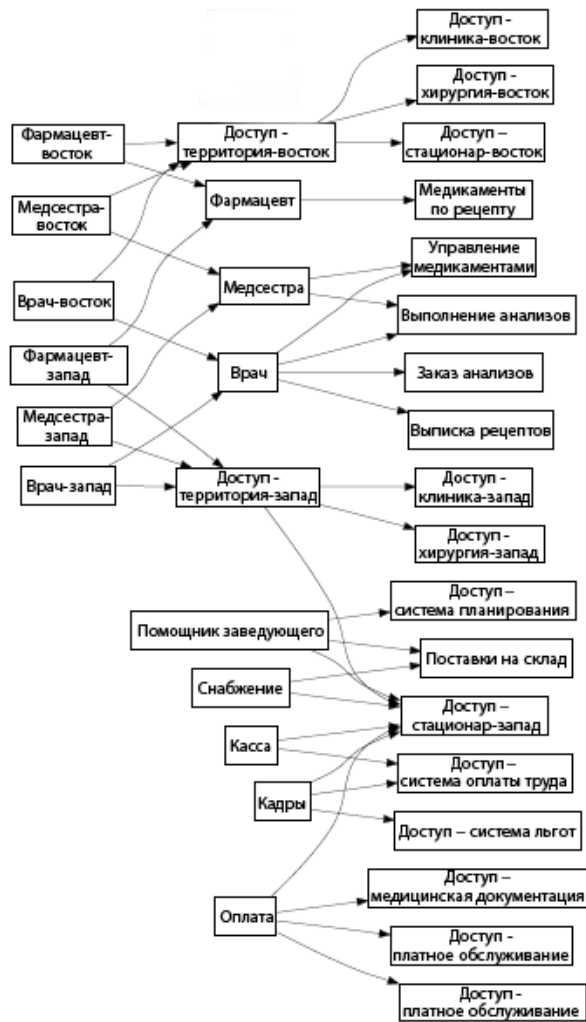 Доступ -
клиника-восток
Доступ -
хирургия-восток
Фармацевт-
восток
Доступ -
территория-восток
Доступ –
стационар-восток
Медсестра-
восток
Фармацевт
Медикаменты
по рецепту
Управление
медикаментами
Врач-восток
Медсестра
Выполнение анализов
Фармацевт-
запад
Врач
Заказ анализов
Медсестра-
запад
Выписка рецептов
Врач-запад
Доступ -
территория-запад
Доступ -
клиника-запад
Доступ -
хирургия-запад
Доступ –
система планирования
Помощник заведующего
Поставки на склад
Снабжение
Доступ –
стационар-запад
Касса
Доступ –
система оплаты труда
Кадры
Доступ – система льгот
Доступ –
медицинская документация
Оплата
Доступ -
платное обслуживание
Доступ -
платное обслуживание